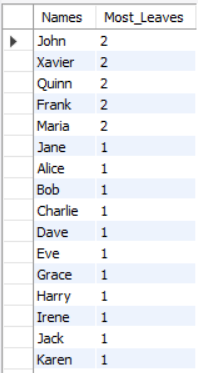 Names Most_Leaves
John 2
Xavier 2
Quinn 2
Frank 2
Maria 2
Jane 1
Alice 1
Bob 1
Charlie 1
Dave 1
Eve 1
Grace 1
Harry 1
Irene 1
Jack 1
Karen 1